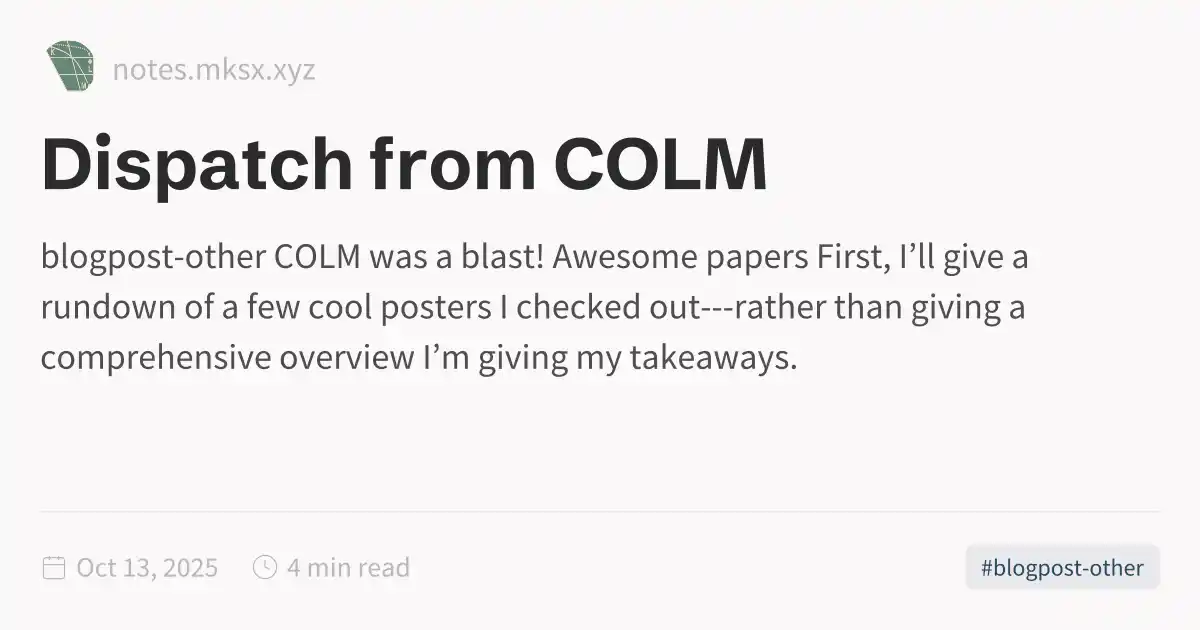 notes.mksx.xyz
Dispatch from COLM
blogpost-other COLM was a blast! Awesome papers First, I’ll give a
rundown of a few cool posters I checked out---rather than giving a
comprehensive overview I’m giving my takeaways.
Oct 13, 2025
4 min read
#blogpost-other